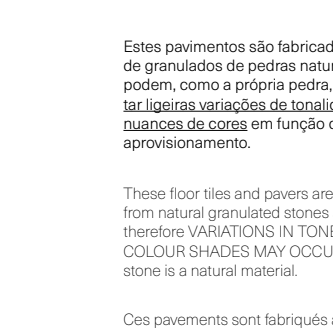 Estes pavimentos são fabricad
de granulados de pedras natur
podem, como a própria pedra,
tar ligeiras variações de tonali
nuances de cores em função
aprovisionamento.
These floor tiles and pavers are
from natural granulated stones
therefore VARIATIONS IN TONE
COLOUR SHADES MAY OCCU
stone is a natural material.
Ces pavements sont fabriqués